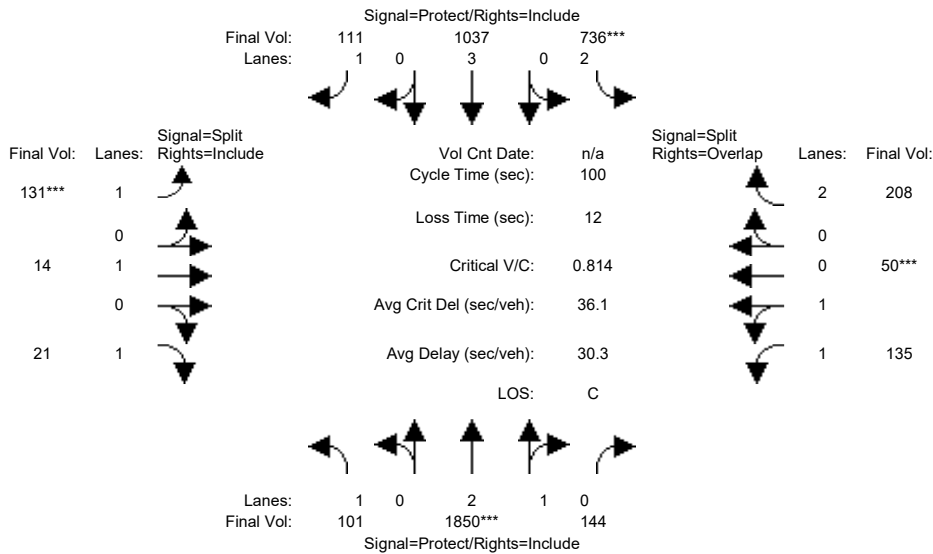 Signal=Protect/Rights=Include
Final Vol: 111 1037 736***
Lanes: 1 0 3 0 2
Signal=Split
Final Vol: Lanes: Rights=Include
Vol Cnt Date: n/a
Signal=Split
Rights=Overlap Lanes: Final Vol:
Cycle Time (sec): 100
131*** 1
2 208
Loss Time (sec): 12
0
0
14 1
Critical V/C: 0.814
0 50***
0
Avg Crit Del (sec/veh): 36.1
1
21 1
Avg Delay (sec/veh): 30.3
1 135
LOS: C
Lanes: 1 0 2 1 0
Final Vol: 101 1850*** 144
Signal=Protect/Rights=Include